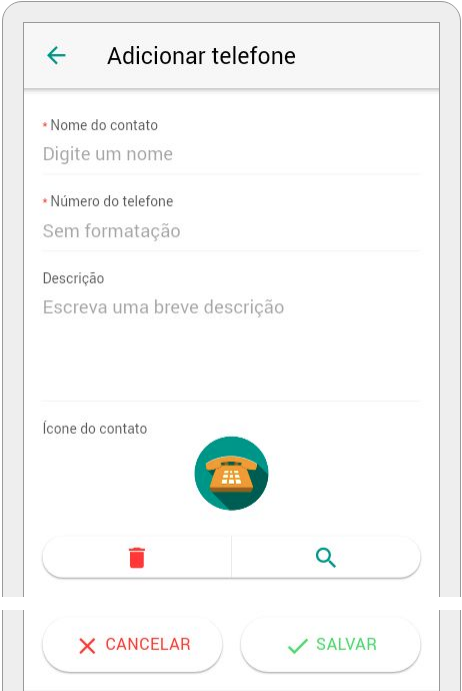 Adicionar telefone
* Nome do contato
Digite um nome
* Número do telefone
Sem formatação
Descrição
Escreva uma breve descrição
Ícone do contato
CANCELAR
SALVAR